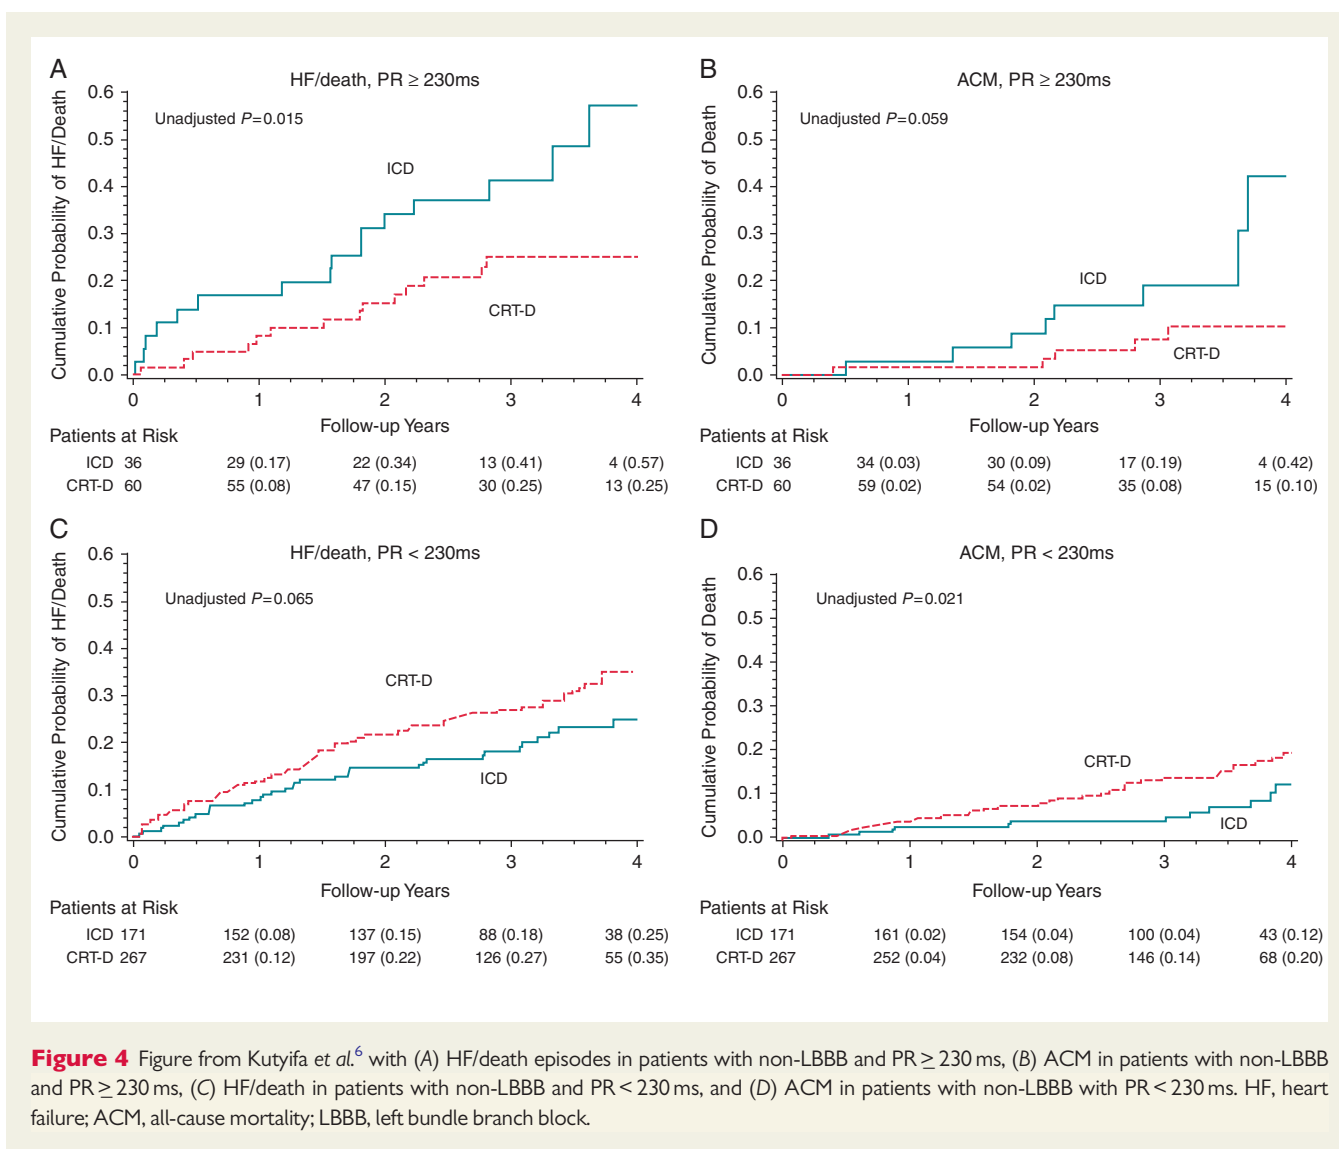 A
HF/death, PR ≥ 230ms
Unadjusted P=0.015
Cumulative Probability of HF/Death
0.6
0.5
0.4
0.3
0.2
0.1
0.0
ICD
CRT-D
0 1 2 3 4
Follow-up Years
Patients at Risk
ICD 36 29 (0.17) 22 (0.34) 13 (0.41) 4 (0.57)
CRT-D 60 55 (0.08) 47 (0.15) 30 (0.25) 13 (0.25)
B
ACM, PR ≥ 230ms
Unadjusted P=0.059
Cumulative Probability of Death
0.6
0.5
0.4
0.3
0.2
0.1
0.0
ICD
CRT-D
0 1 2 3 4
Follow-up Years
Patients at Risk
ICD 36 34 (0.03) 30 (0.09) 17 (0.19) 4 (0.42)
CRT-D 60 59 (0.02) 54 (0.02) 35 (0.08) 15 (0.10)
C
HF/death, PR < 230ms
Unadjusted P=0.065
Cumulative Probability of HF/Death
0.6
0.5
0.4
0.3
0.2
0.1
0.0
CRT-D
ICD
0 1 2 3 4
Follow-up Years
Patients at Risk
ICD 171 152 (0.08) 137 (0.15) 88 (0.18) 38 (0.25)
CRT-D 267 231 (0.12) 197 (0.22) 126 (0.27) 55 (0.35)
D
ACM, PR < 230ms
Unadjusted P=0.021
Cumulative Probability of Death
0.6
0.5
0.4
0.3
0.2
0.1
0.0
CRT-D
ICD
0 1 2 3 4
Follow-up Years
Patients at Risk
ICD 171 161 (0.02) 154 (0.04) 100 (0.04) 43 (0.12)
CRT-D 267 252 (0.04) 232 (0.08) 146 (0.14) 68 (0.20)
Figure 4 Figure from Kutyifa et al.6 with (A) HF/death episodes in patients with non-LBBB and PR ≥ 230 ms, (B) ACM in patients with non-LBBB
and PR ≥ 230 ms, (C) HF/death in patients with non-LBBB and PR < 230 ms, and (D) ACM in patients with non-LBBB with PR < 230 ms. HF, heart
failure; ACM, all-cause mortality; LBBB, left bundle branch block.